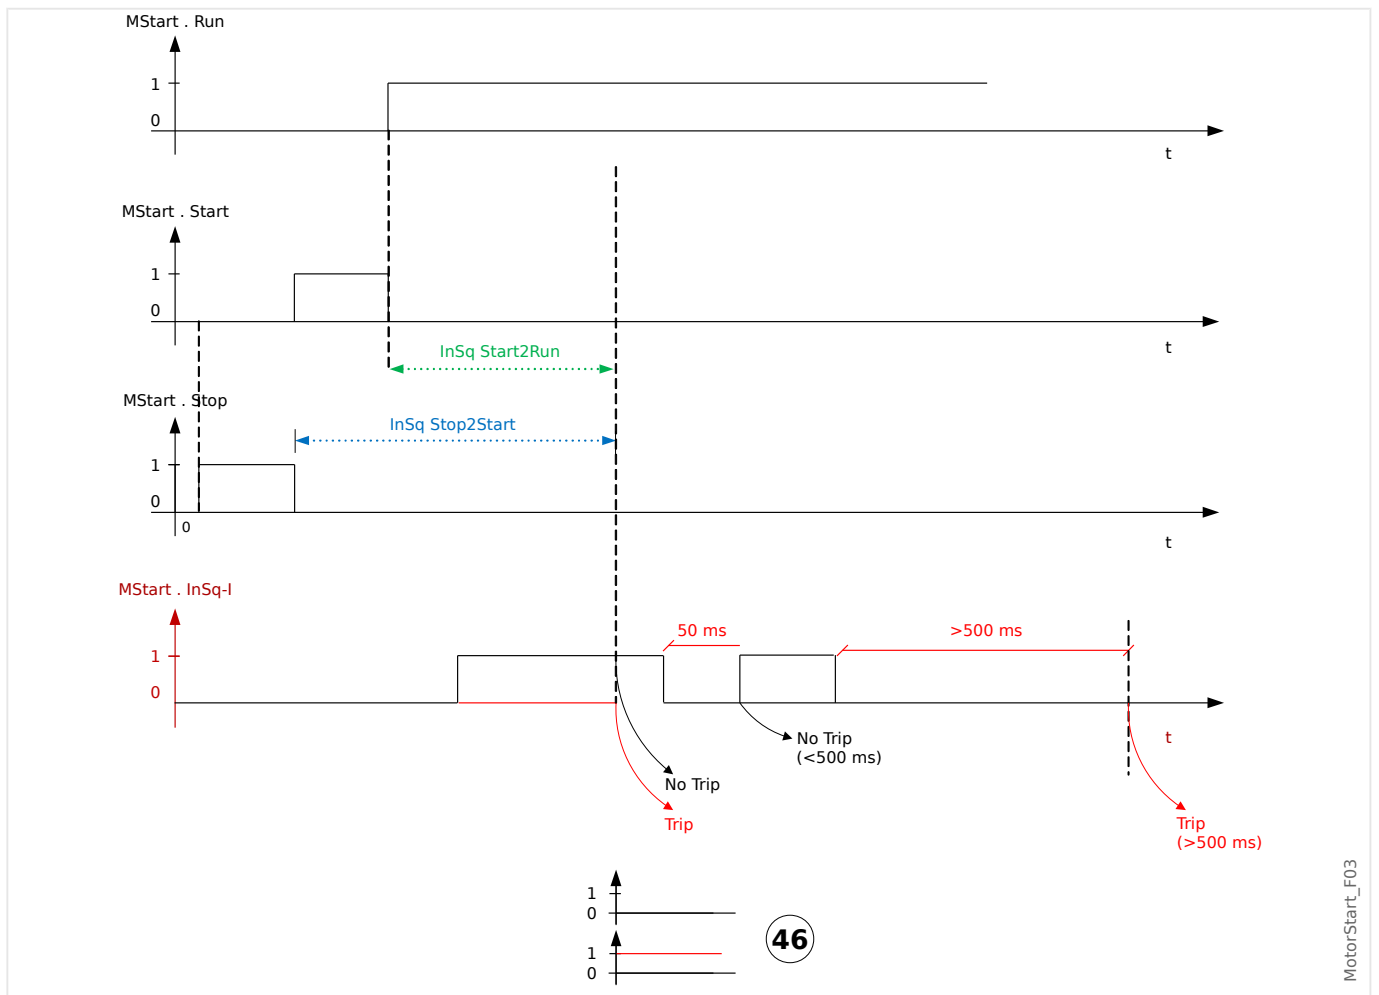 MStart . Run
1
0
t
MStart . Start
1
0
t
InSq Start2Run
MStart . Stop
InSq Stop2Start
1
0
0
t
MStart . InSq-I
50 ms
>500 ms
1
0
t
No Trip
(<500 ms)
No Trip
Trip
Trip
(>500 ms)
1
0
46
1
0
MotorStart_F03